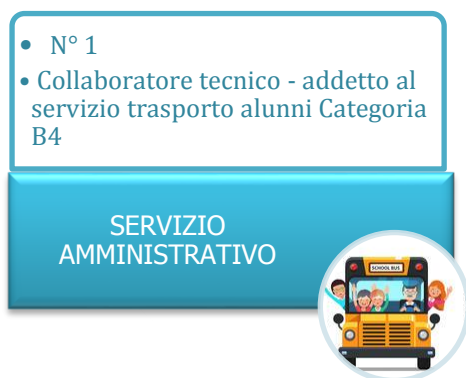 • N° 1
• Collaboratore tecnico - addetto al
servizio trasporto alunni Categoria
B4
SERVIZIO
AMMINISTRATIVO
SCHOOL BUS